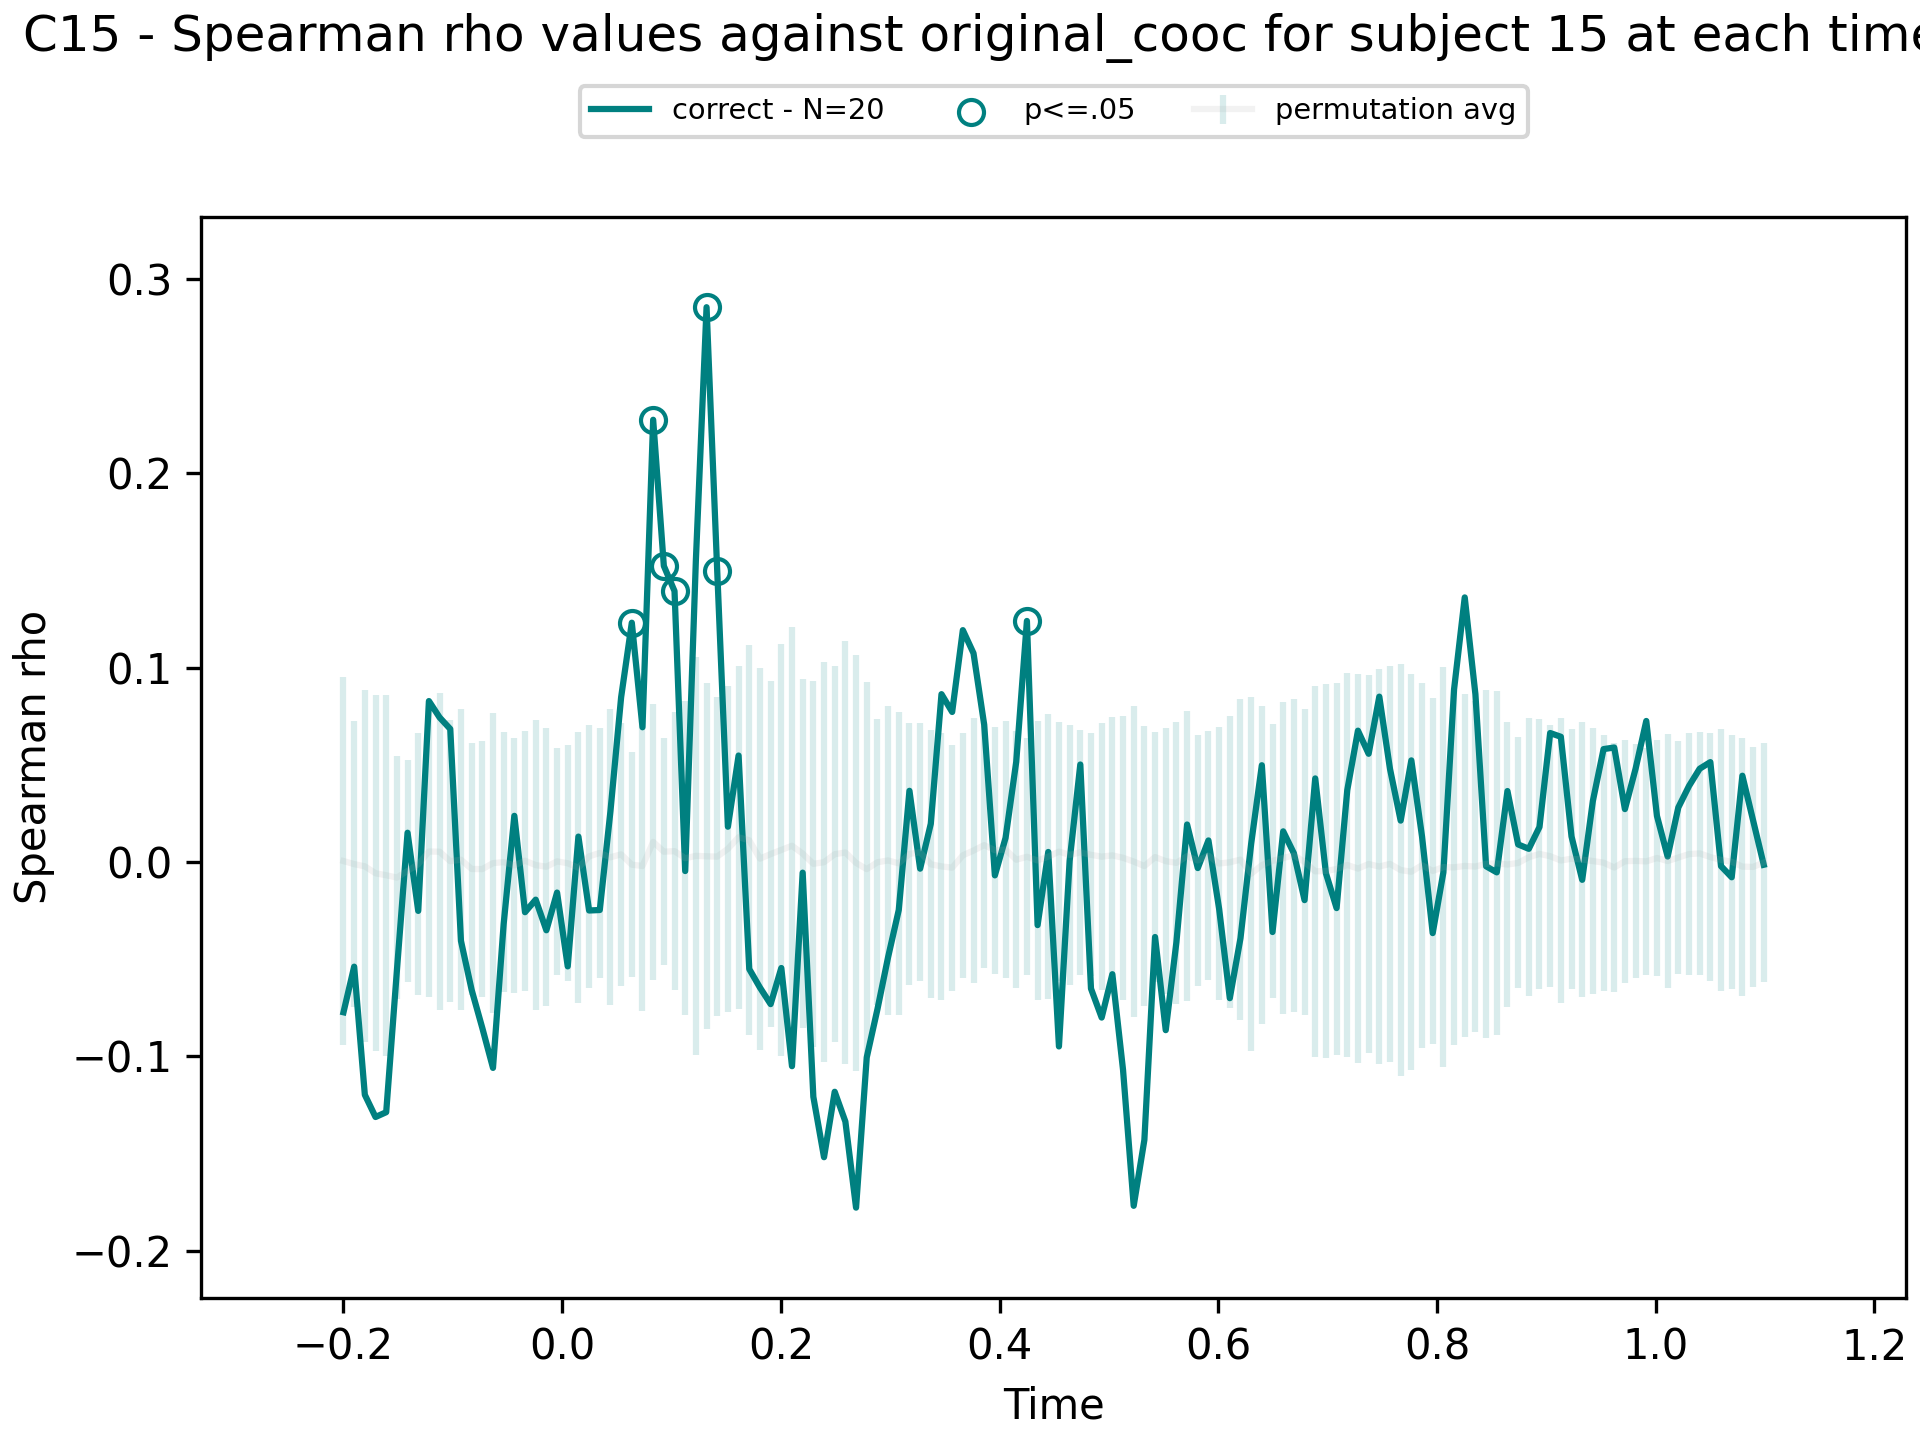 C15 - Spearman rho values against original_cooc for subject 15 at each time
correct - N=20 p<=.05 permutation avg
0.3
0.2
0.1
0.0
−0.1
−0.2
Spearman rho
−0.2 0.0 0.2 0.4 0.6 0.8 1.0 1.2
Time